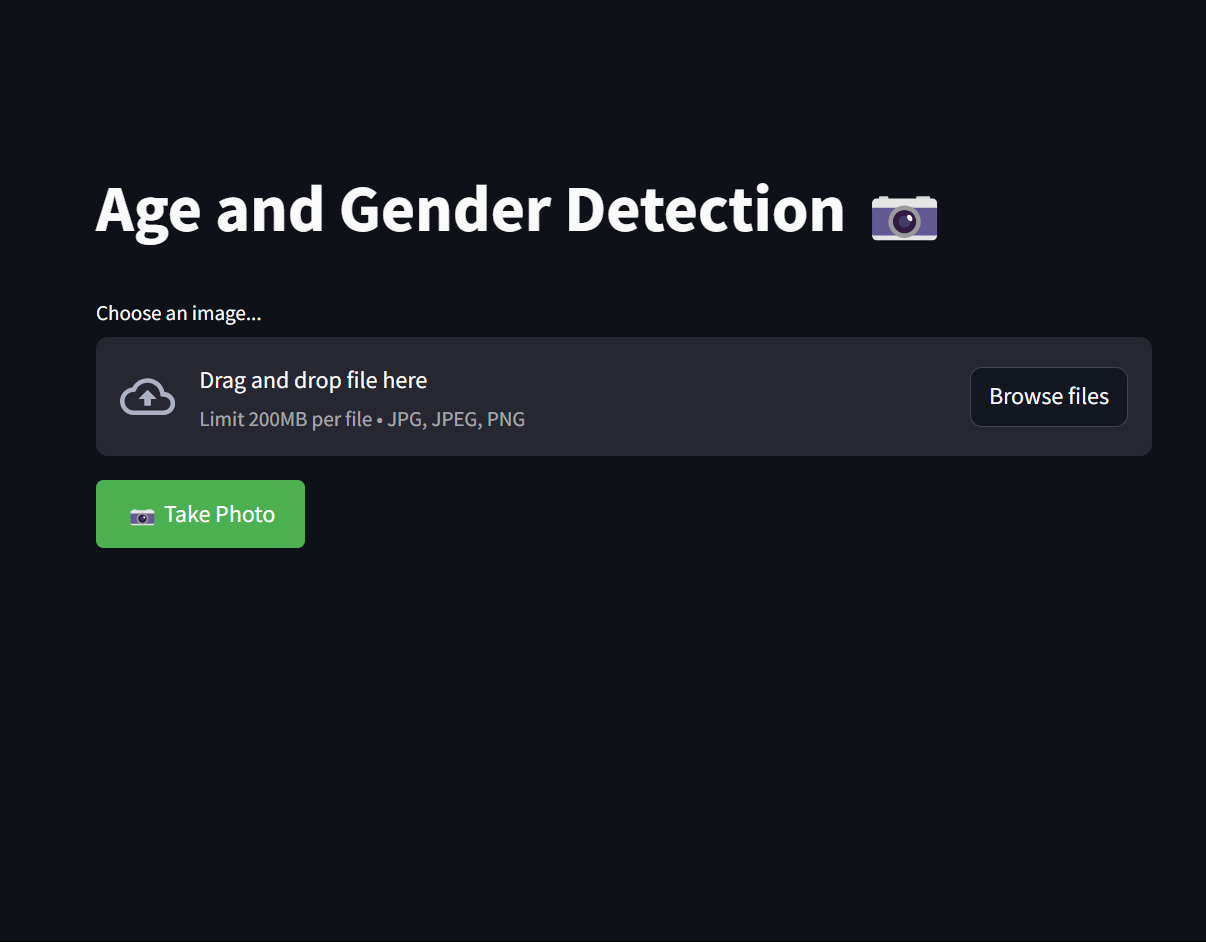 Age and Gender Detection 📷
Choose an image...
Drag and drop file here
Limit 200MB per file • JPG, JPEG, PNG
Browse files
📷 Take Photo